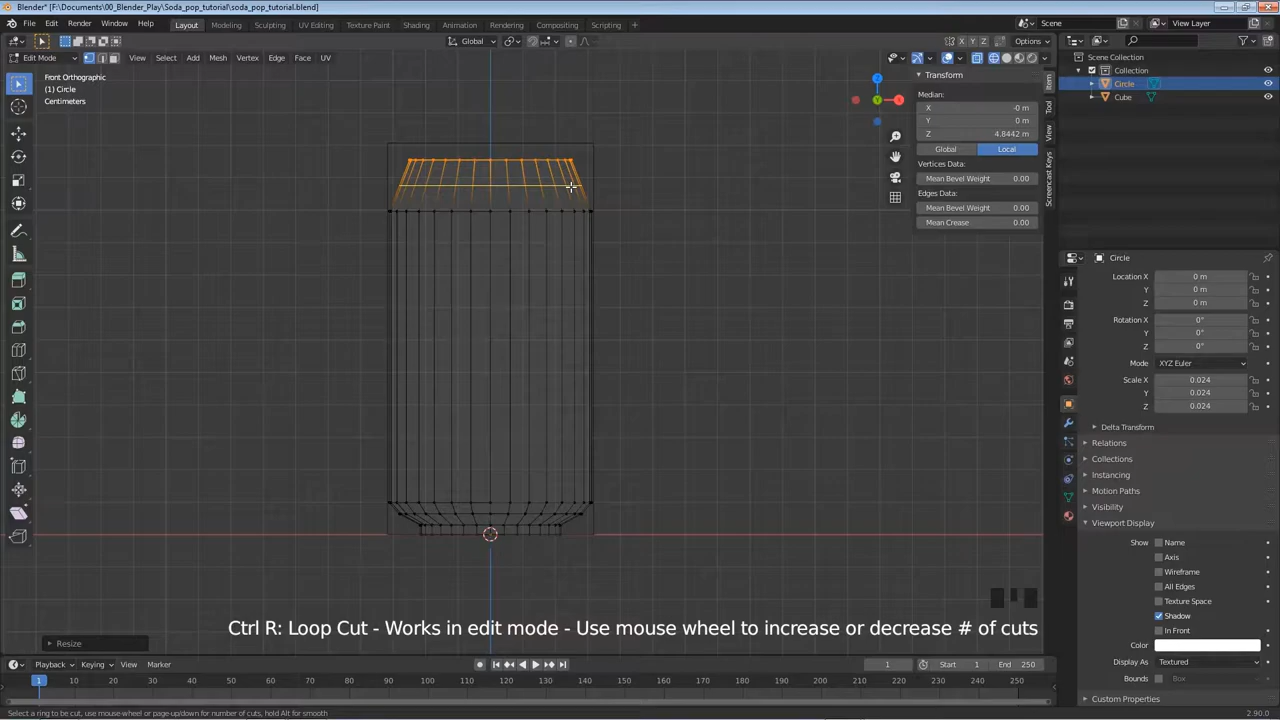 Blender* [F:\Documents\00_Blender_Play\Soda_pop_tutorial\soda_pop_tutorial.blend]
File Edit Render Window Help Layout Modeling Sculpting UV Editing Texture Paint Shading Animation Rendering Compositing Scripting + Scene View Layer
Global Options
Edit Mode View Select Add Mesh Vertex Edge Face UV
Front Orthographic
(1) Circle
Centimeters
X Y Z
Scene Collection
Collection
Circle
Cube
Transform
Median:
X -0 m
Y 0 m
Z 4.8442 m
Global Local
Vertices Data:
Mean Bevel Weight 0.00
Edges Data:
Mean Bevel Weight 0.00
Mean Crease 0.00
Item
Tool
View
Screencast Keys
Circle
Location X 0 m
Y 0 m
Z 0 m
Rotation X 0°
Y 0°
Z 0°
Mode XYZ Euler
Scale X 0.024
Y 0.024
Z 0.024
Delta Transform
Relations
Collections
Instancing
Motion Paths
Visibility
Viewport Display
Show Name
Axis
Wireframe
All Edges
Texture Space
Shadow
In Front
Color
Display As Textured
Bounds Box
Custom Properties
Ctrl R: Loop Cut - Works in edit mode - Use mouse wheel to increase or decrease # of cuts
Resize
Playback Keying View Marker 1 Start 1 End 250
1 10 20 30 40 50 60 70 80 90 100 110 120 130 140 150 160 170 180 190 200 210 220 230 240 250
Select a ring to be cut, use mouse-wheel or page-up/down for number of cuts, hold Alt for smooth
2.90.0